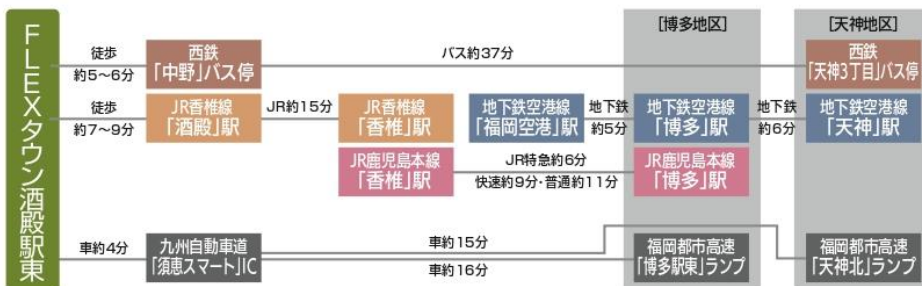 [博多地区]
[天神地区]
FLEXタウン酒殿駅東
徒歩
約5〜6分
西鉄
「中野」バス停
バス約37分
西鉄
「天神3丁目」バス停
徒歩
約7〜9分
JR香椎線
「酒殿」駅
JR約15分
JR香椎線
「香椎」駅
地下鉄空港線
「福岡空港」駅
地下鉄
約5分
地下鉄空港線
「博多」駅
地下鉄
約6分
地下鉄空港線
「天神」駅
JR鹿児島本線
「香椎」駅
JR特急約6分
快速約9分・普通約11分
JR鹿児島本線
「博多」駅
車約4分
九州自動車道
「須恵スマート」IC
車約15分
車約16分
福岡都市高速
「博多駅東」ランプ
福岡都市高速
「天神北」ランプ